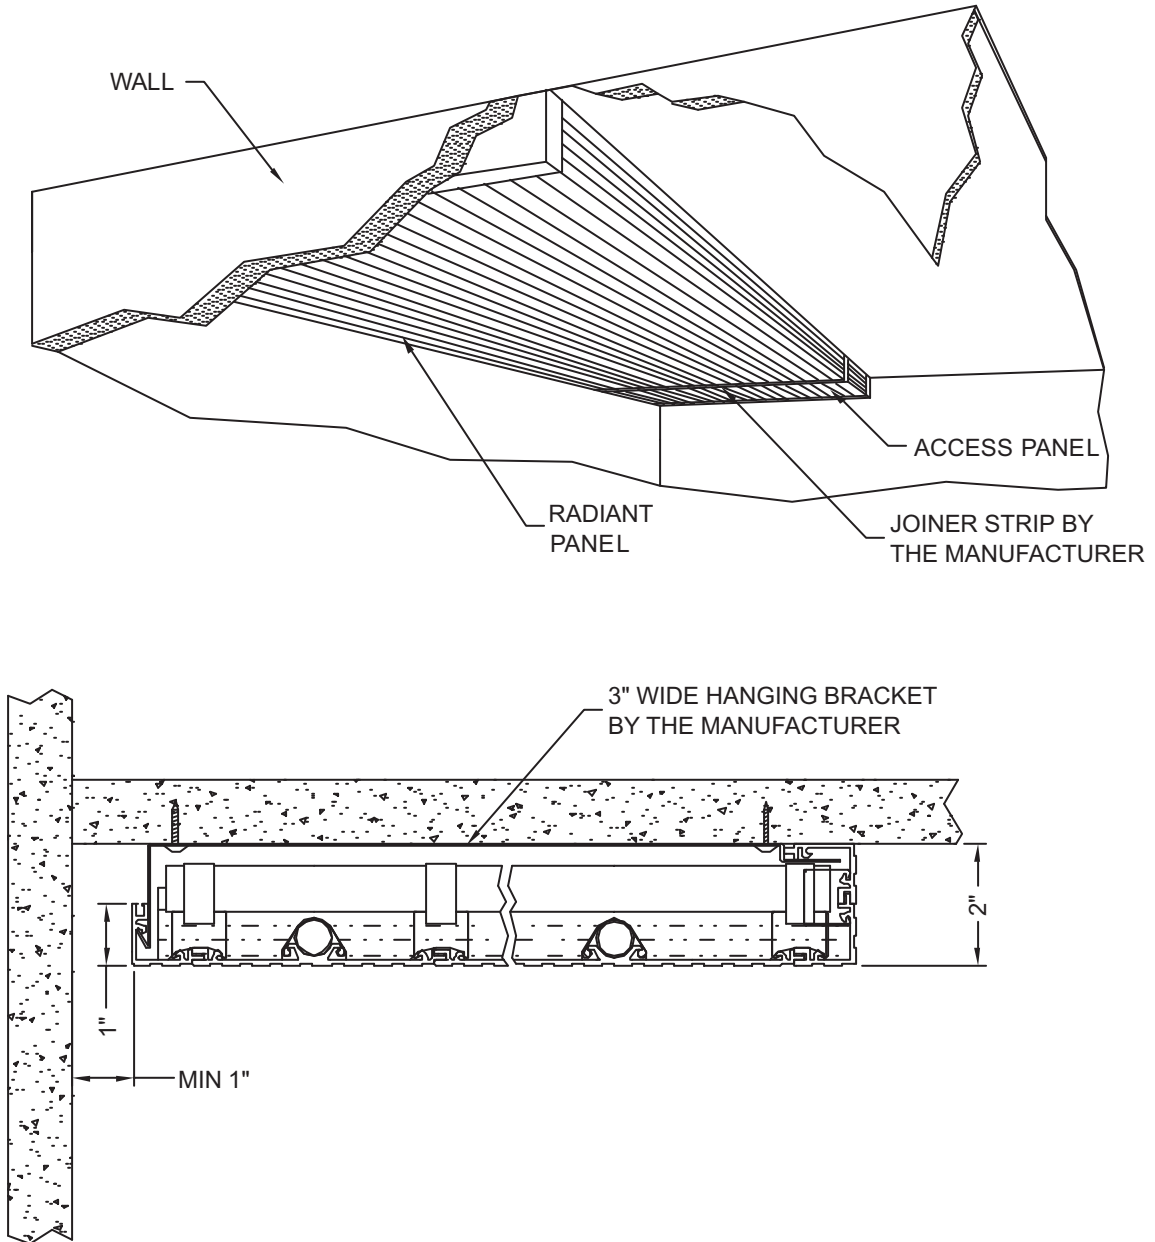 WALL
ACCESS PANEL
RADIANT
PANEL
JOINER STRIP BY
THE MANUFACTURER
3" WIDE HANGING BRACKET
BY THE MANUFACTURER
2"
1"
MIN 1"